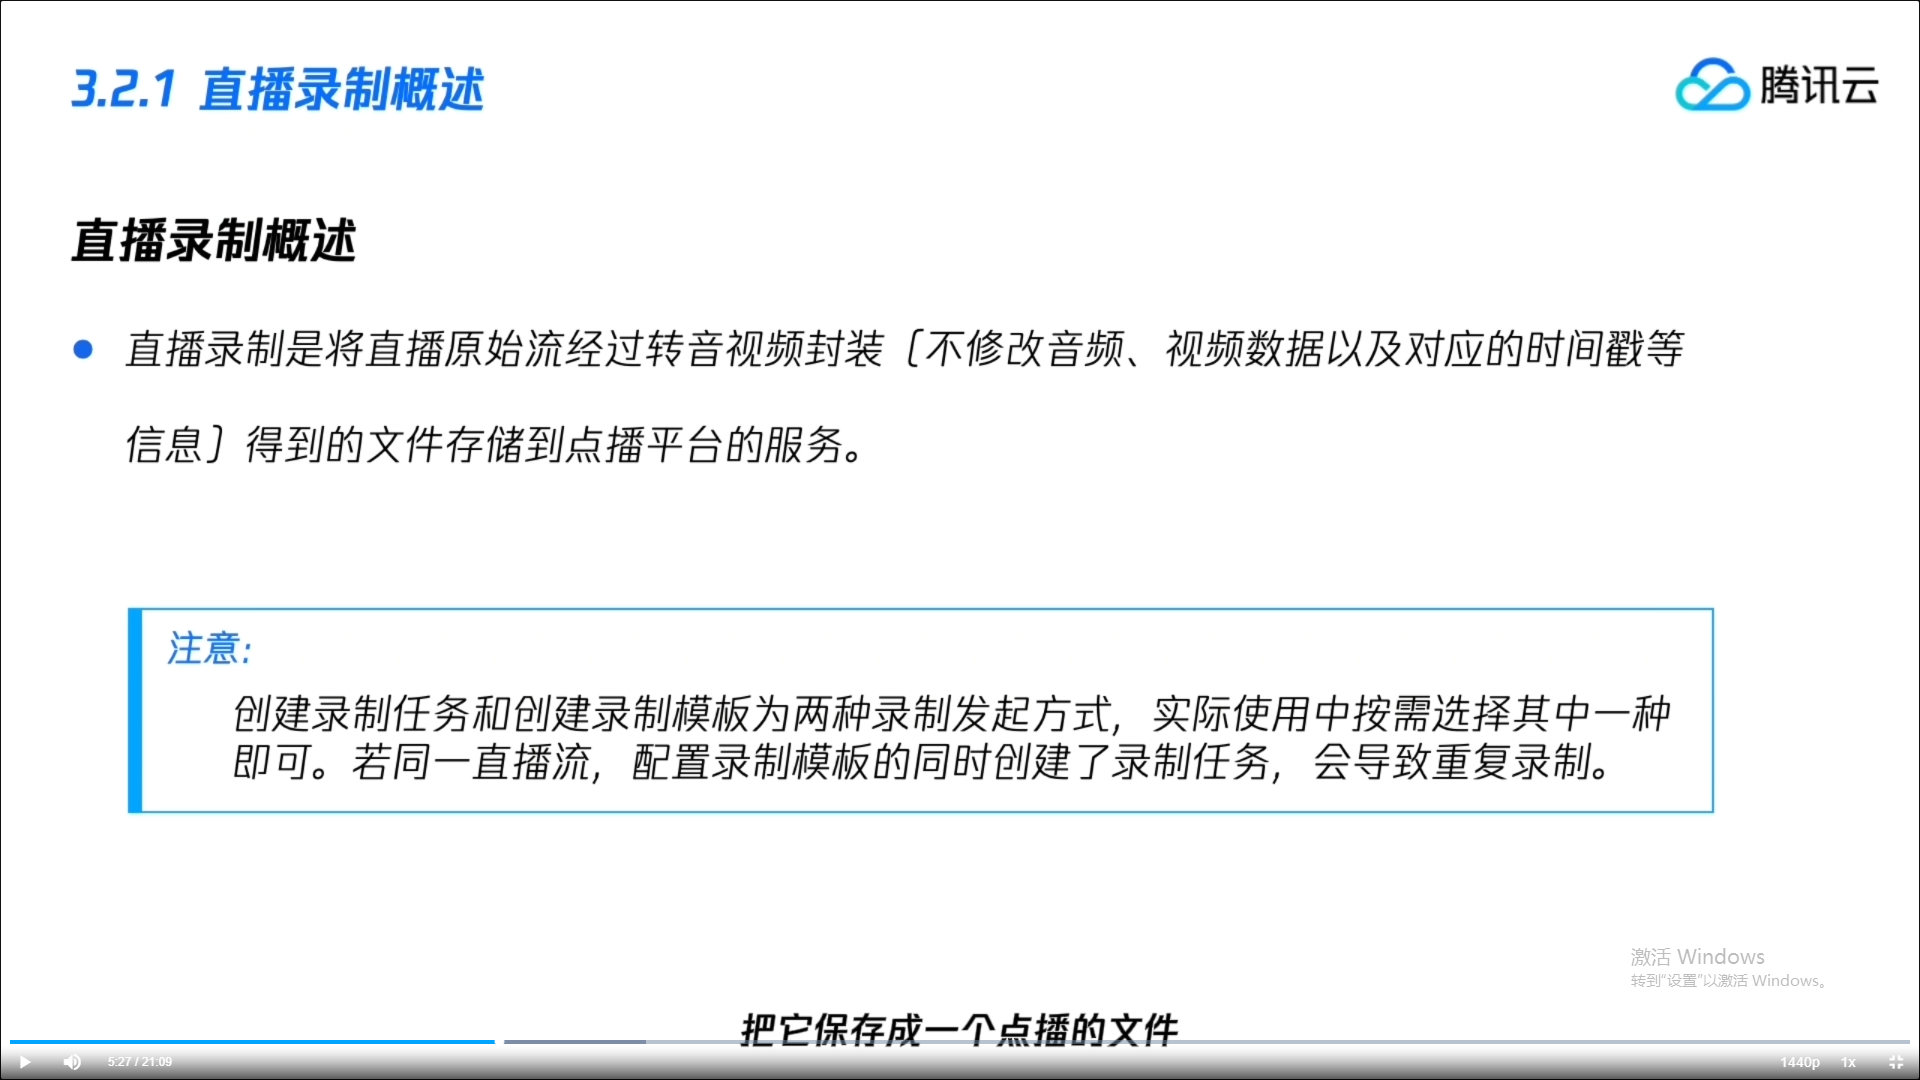 3.2.1 直播录制概述
腾讯云
直播录制概述
直播录制是将直播原始流经过转音视频封装（不修改音频、视频数据以及对应的时间戳等
信息）得到的文件存储到点播平台的服务。
注意：
创建录制任务和创建录制模板为两种录制发起方式，实际使用中按需选择其中一种
即可。若同一直播流，配置录制模板的同时创建了录制任务，会导致重复录制。
激活 Windows
转到“设置”以激活 Windows。
把它保存成一个点播的文件
5:27 / 21:09
1440p 1x